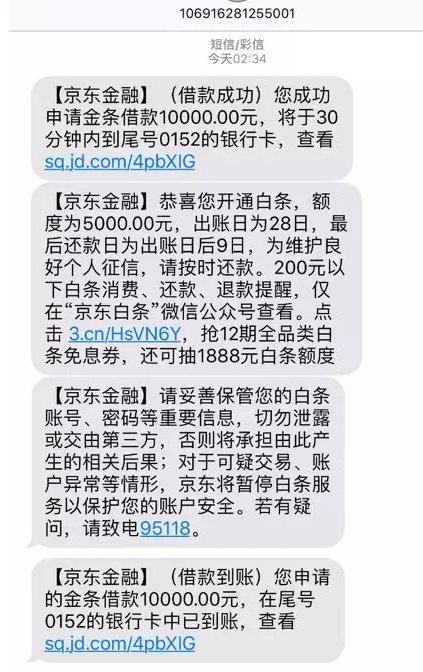 106916281255001
短信/彩信
今天02:34
【京东金融】（借款成功）您成功
申请金条借款10000.00元，将于30
分钟内到尾号0152的银行卡，查看
sq.jd.com/4pbXlG
【京东金融】恭喜您开通白条，额
度为5000.00元，出账日为28日，最
后还款日为出账日后9日，为维护良
好个人征信，请按时还款。200元以
下白条消费、还款、退款提醒，仅
在“京东白条”微信公众号查看。点
击 3.cn/HsVN6Y，抢12期全品类白
条免息券，还可抽1888元白条额度
【京东金融】请妥善保管您的白条
账号、密码等重要信息，切勿泄露
或交由第三方，否则将承担由此产
生的相关后果；对于可疑交易、账
户异常等情形，京东将暂停白条服
务以保护您的账户安全。若有疑
问，请致电95118。
【京东金融】（借款到账）您申请
的金条借款10000.00元，在尾号
0152的银行卡中已到账，查看
sq.jd.com/4pbXlG